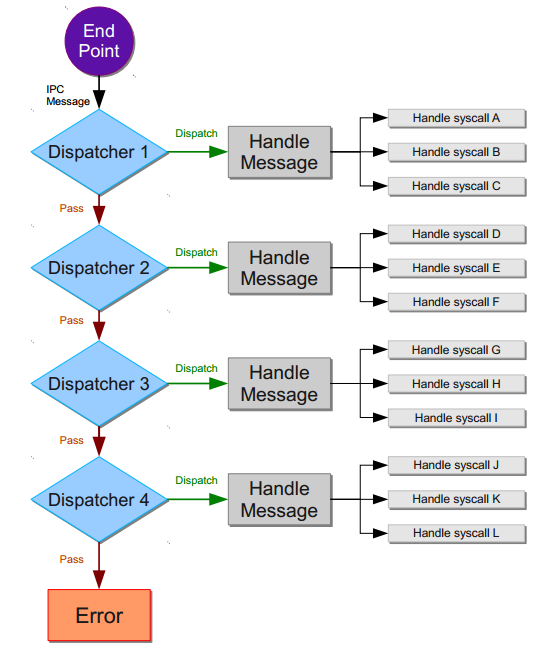 End
Point
IPC
Message
Dispatcher 1
Dispatch
Handle
Message
Handle syscall A
Handle syscall B
Handle syscall C
Pass
Dispatcher 2
Dispatch
Handle
Message
Handle syscall D
Handle syscall E
Handle syscall F
Pass
Dispatcher 3
Dispatch
Handle
Message
Handle syscall G
Handle syscall H
Handle syscall I
Pass
Dispatcher 4
Dispatch
Handle
Message
Handle syscall J
Handle syscall K
Handle syscall L
Pass
Error